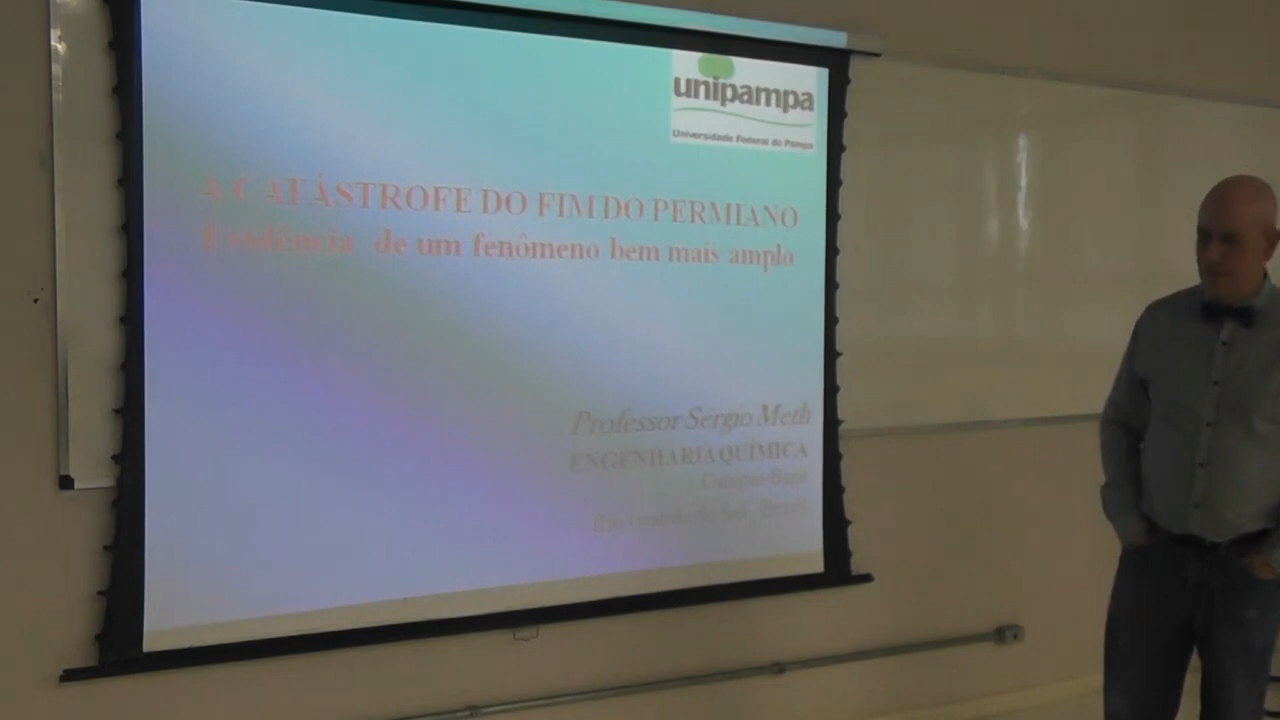 unipampa
Universidade Federal do Pampa
A CATÁSTROFE DO FIM DO PERMIANO
Evidência de um fenômeno bem mais amplo
Professor Sérgio Meth
ENGENHARIA QUÍMICA
Campus Bagé
Rio Grande do Sul - Brasil